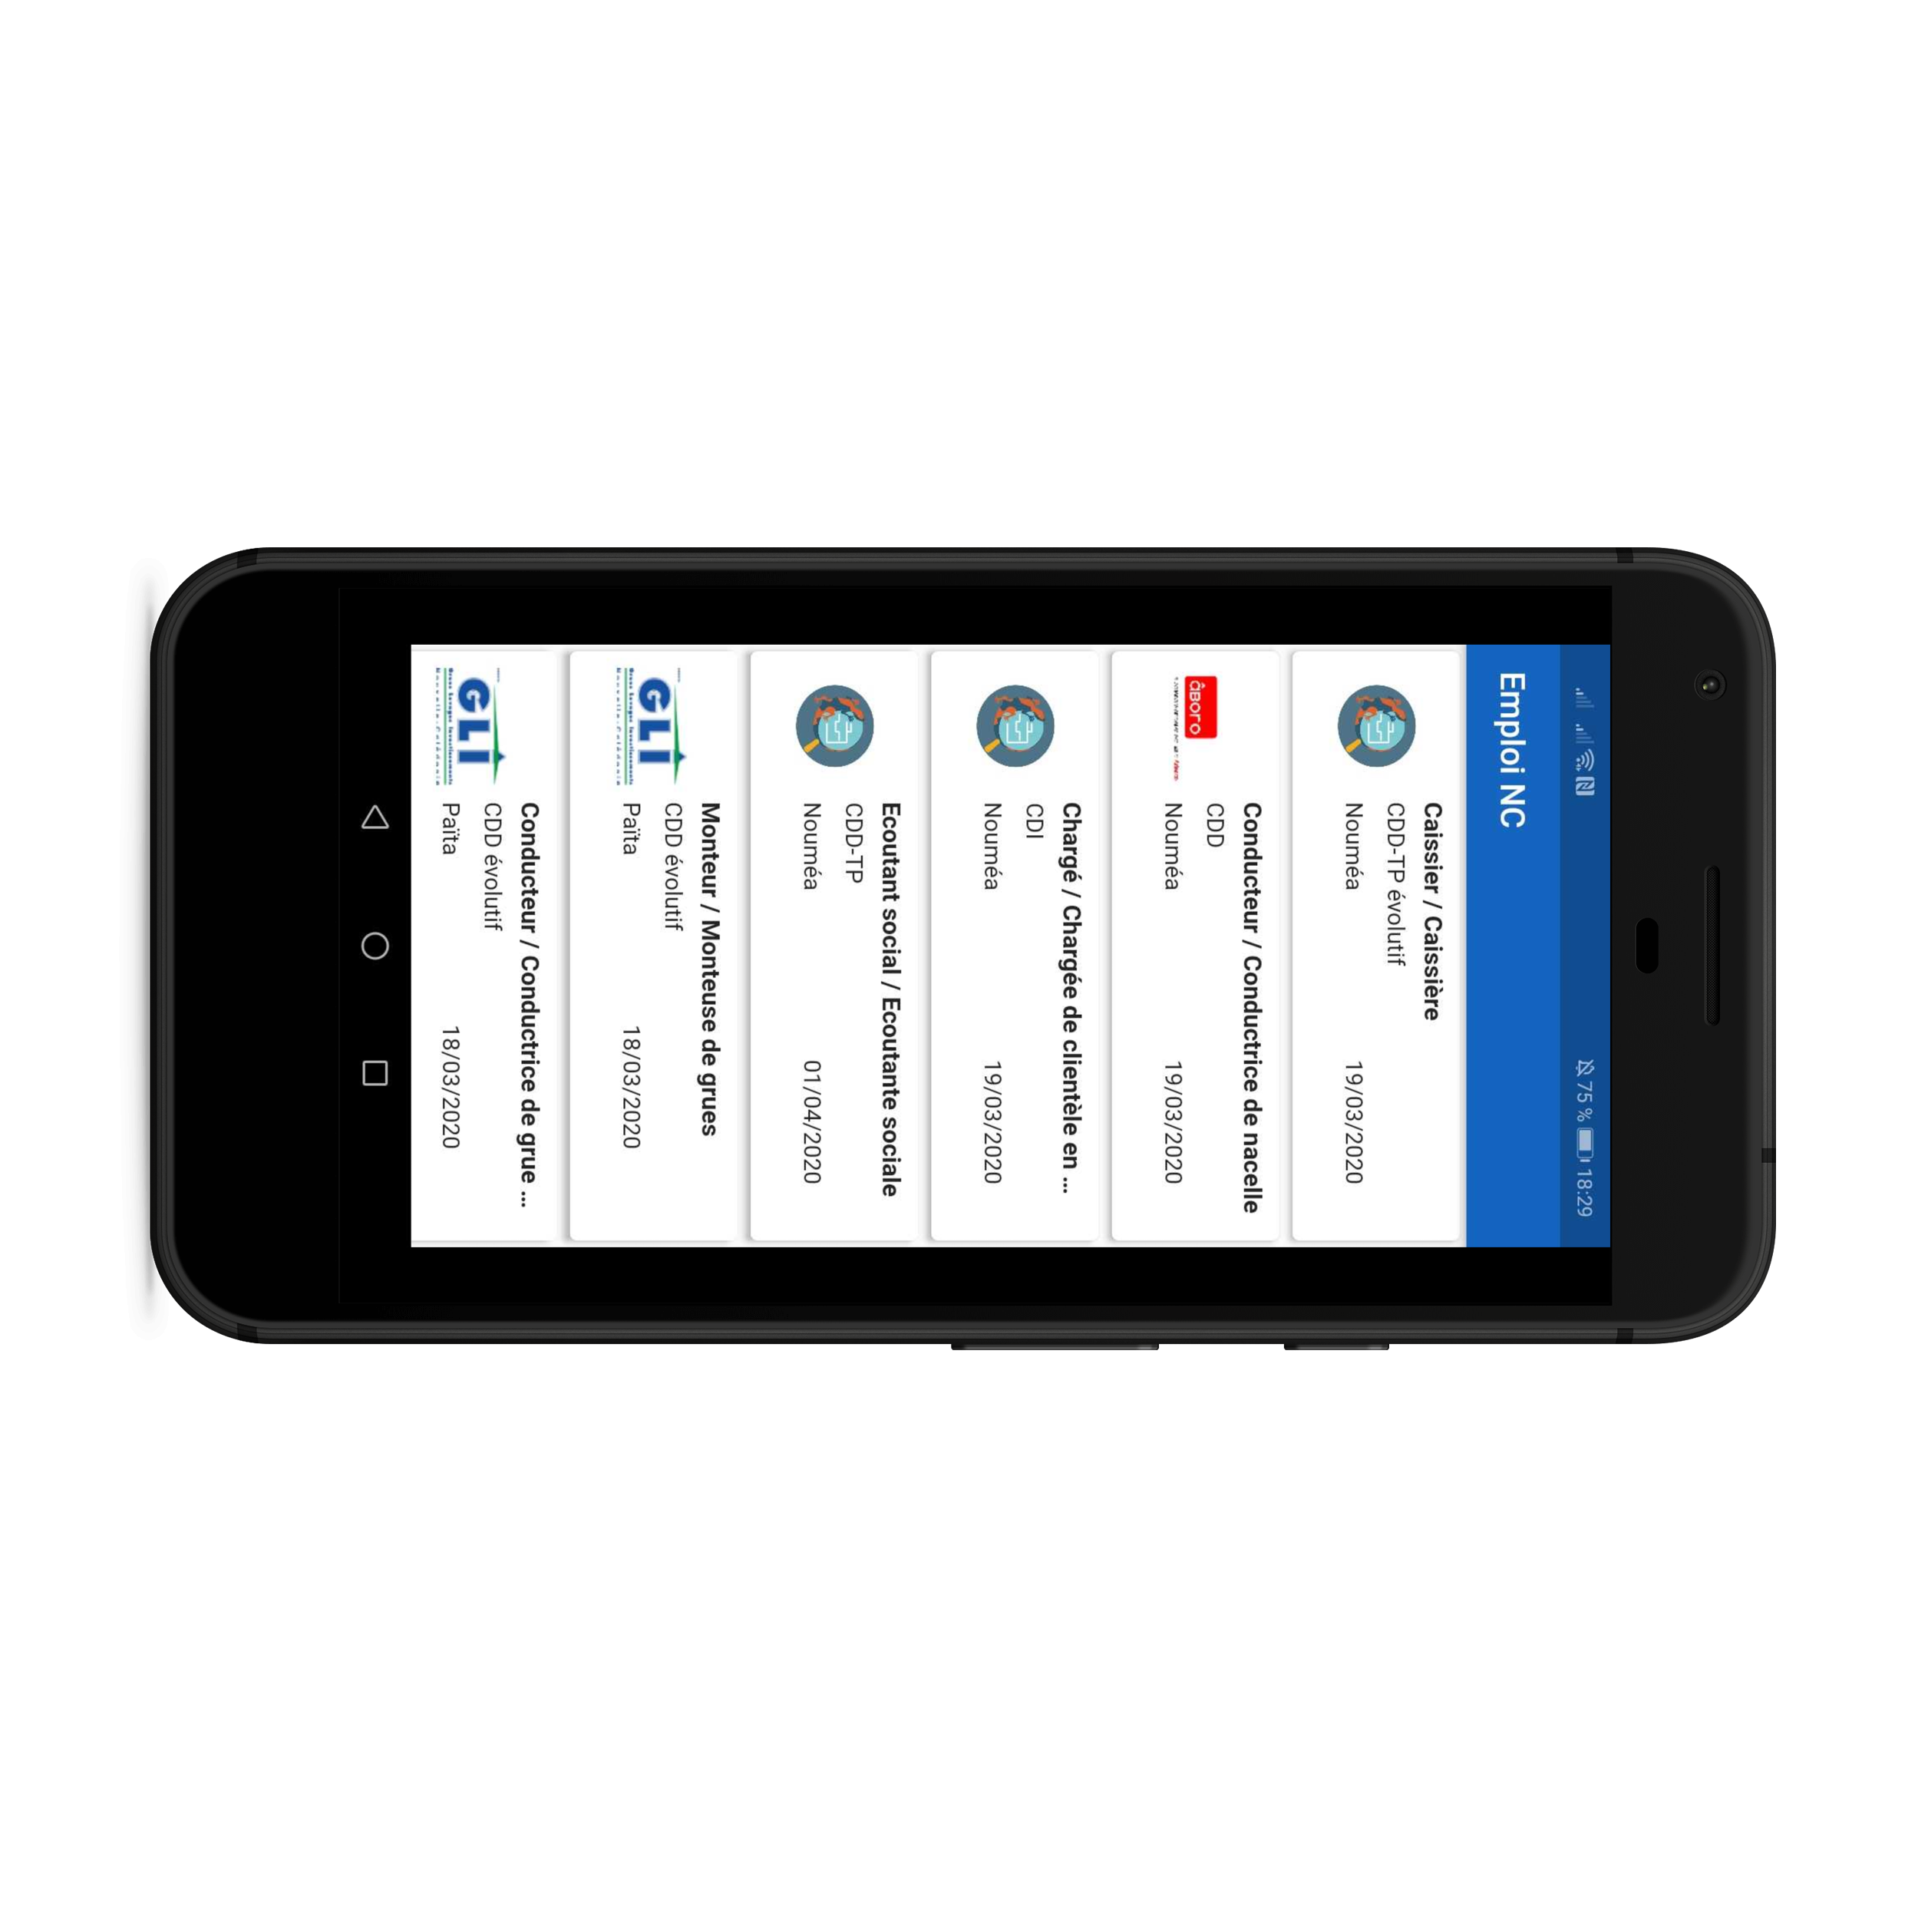 75 % 18:29
Emploi NC
Caissier / Caissière
CDD-TP évolutif
Nouméa 19/03/2020
âBoro
Conducteur / Conductrice de nacelle
CDD
Nouméa 19/03/2020
Chargé / Chargée de clientèle en ...
CDI
Nouméa 19/03/2020
Ecoutant social / Ecoutante sociale
CDD-TP
Nouméa 01/04/2020
GLI
Monteur / Monteuse de grues
CDD évolutif
Païta 18/03/2020
GLI
Conducteur / Conductrice de grue ...
CDD évolutif
Païta 18/03/2020